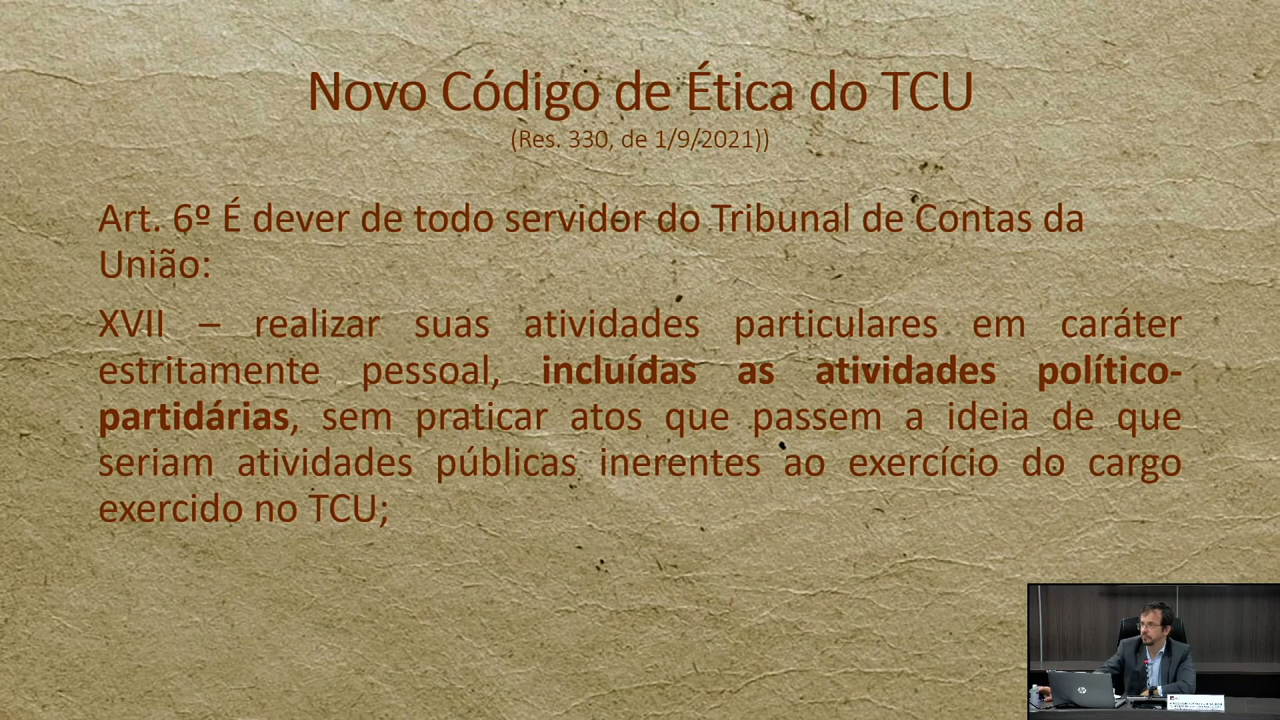 Novo Código de Ética do TCU
(Res. 330, de 1/9/2021))
Art. 6º É dever de todo servidor do Tribunal de Contas da
União:
XVII – realizar suas atividades particulares em caráter
estritamente pessoal, incluídas as atividades político-
partidárias, sem praticar atos que passem a ideia de que
seriam atividades públicas inerentes ao exercício do cargo
exercido no TCU;
hp